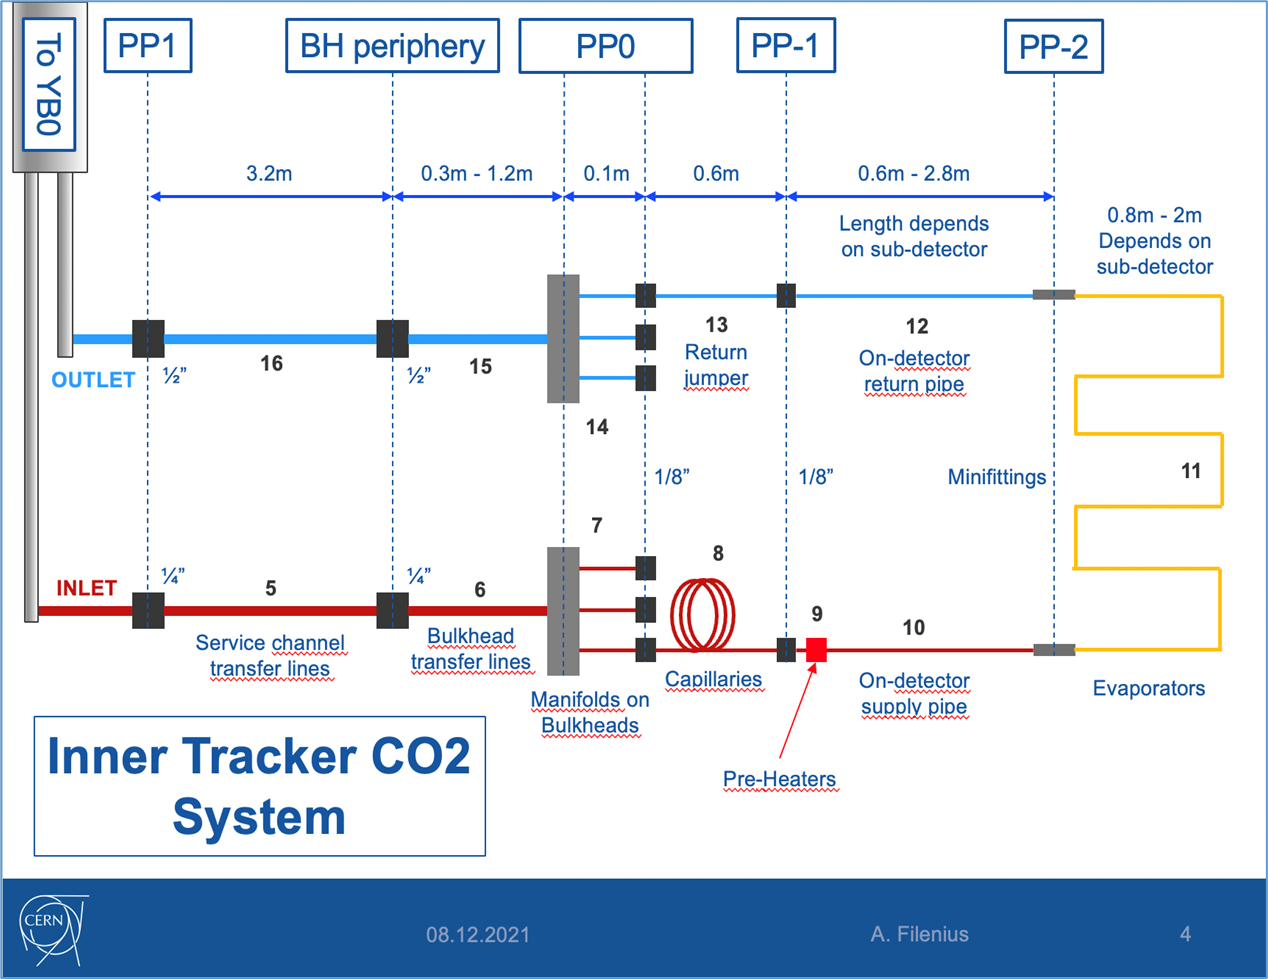 To YB0
PP1
BH periphery
PP0
PP-1
PP-2
3.2m
0.3m - 1.2m
0.1m
0.6m
0.6m - 2.8m
Length depends
on sub-detector
0.8m - 2m
Depends on
sub-detector
OUTLET
½”
16
½”
15
14
13
Return
jumper
12
On-detector
return pipe
1/8”
1/8”
Minifittings
11
INLET
¼”
5
Service channel
transfer lines
¼”
6
Bulkhead
transfer lines
7
Manifolds on
Bulkheads
8
Capillaries
9
Pre-Heaters
10
On-detector
supply pipe
Evaporators
Inner Tracker CO2
System
CERN
08.12.2021
A. Filenius
4